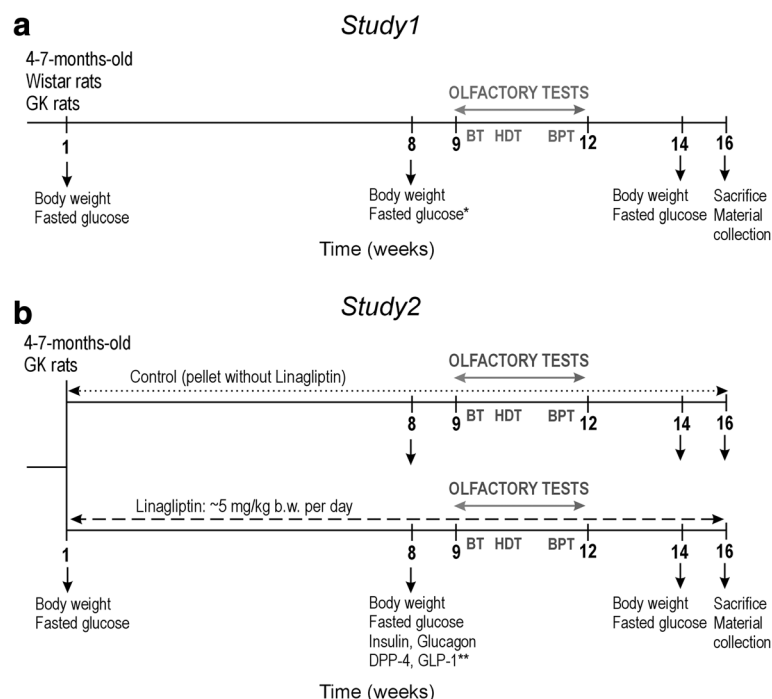 a
Study1
4-7-months-old
Wistar rats
GK rats
OLFACTORY TESTS
1
8
9
BT HDT BPT
12
14
16
Body weight
Fasted glucose
Body weight
Fasted glucose*
Body weight
Fasted glucose
Sacrifice
Material
collection
Time (weeks)
b
Study2
4-7-months-old
GK rats
Control (pellet without Linagliptin)
OLFACTORY TESTS
8
9
BT HDT BPT
12
14
16
Linagliptin: ~5 mg/kg b.w. per day
OLFACTORY TESTS
1
8
9
BT HDT BPT
12
14
16
Body weight
Fasted glucose
Body weight
Fasted glucose
Insulin, Glucagon
DPP-4, GLP-1**
Body weight
Fasted glucose
Sacrifice
Material
collection
Time (weeks)